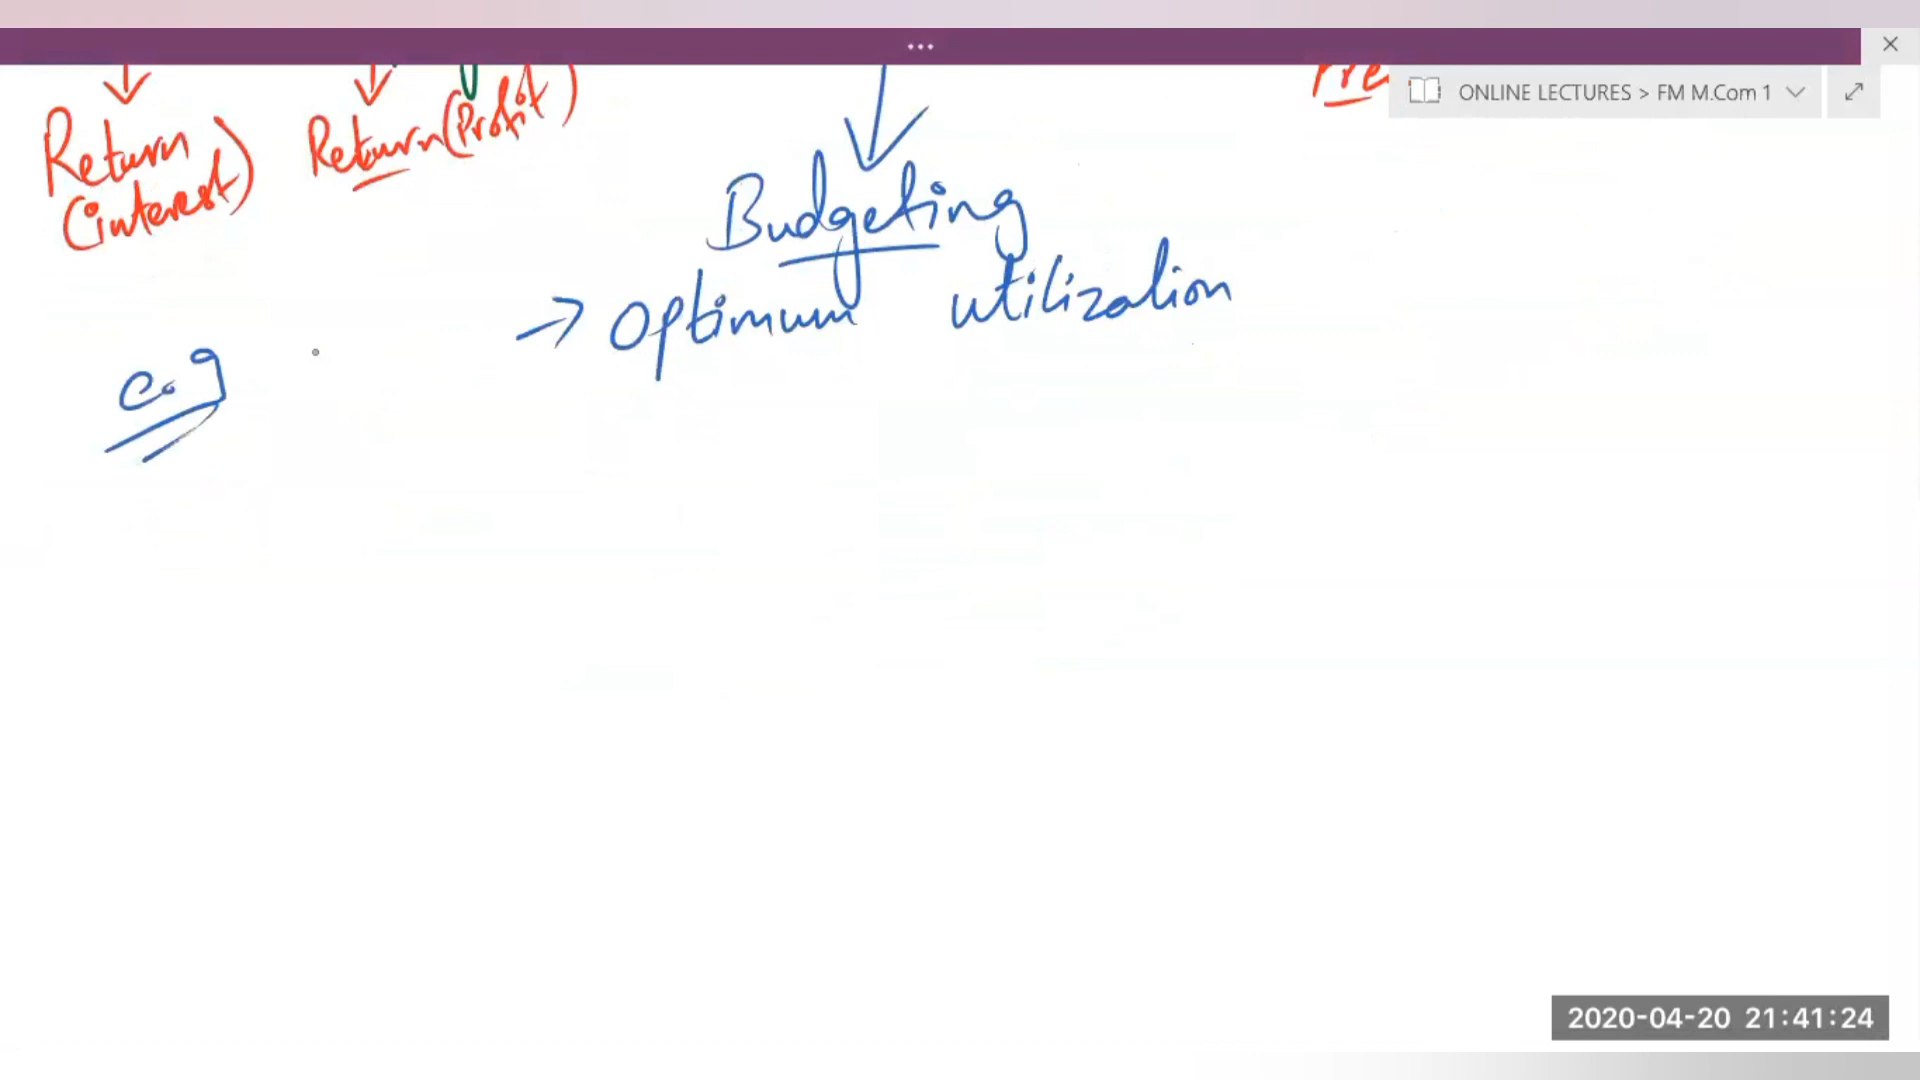 ...
ONLINE LECTURES > FM M.Com 1
Return
(interest)
Return (Profit)
Budgeting
→ Optimum utilization
e.g
2020-04-20 21:41:24